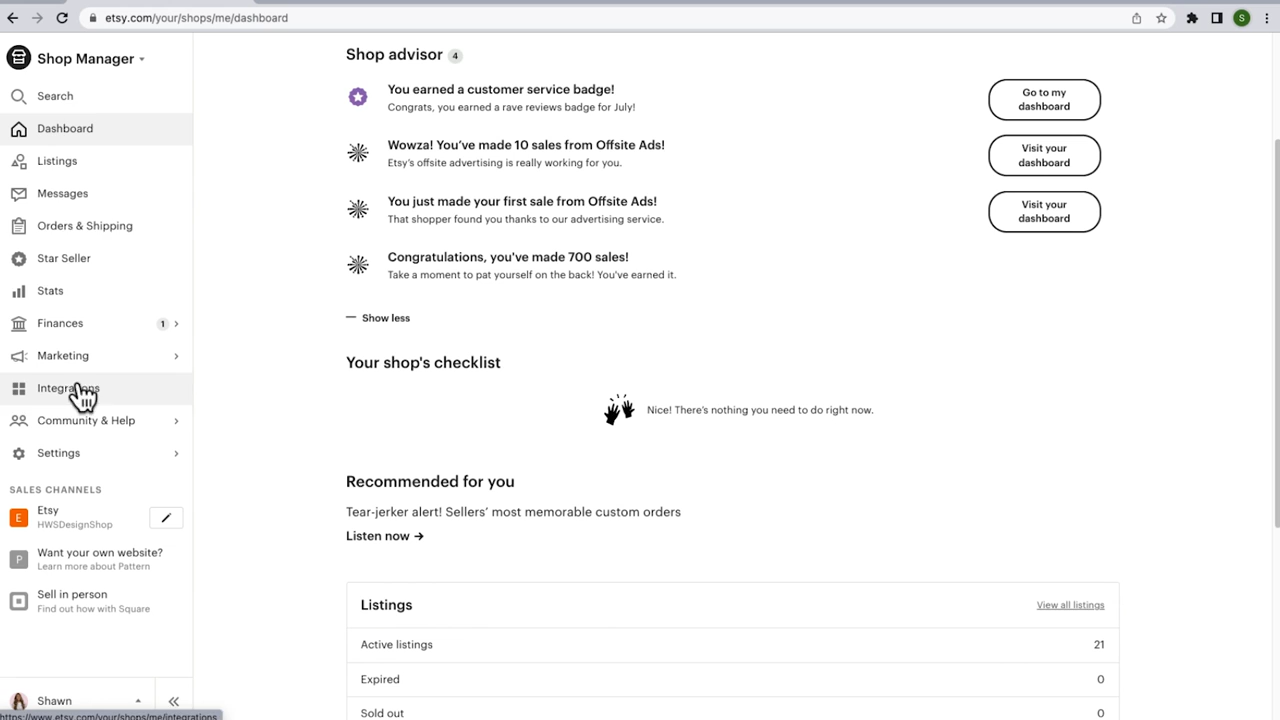 etsy.com/your/shops/me/dashboard
S
Shop Manager
Search
Dashboard
Listings
Messages
Orders & Shipping
Star Seller
Stats
Finances 1
Marketing
Integrations
Community & Help
Settings
SALES CHANNELS
E
Etsy
HWSDesignShop
P
Want your own website?
Learn more about Pattern
Sell in person
Find out how with Square
Shawn
https://www.etsy.com/your/shops/me/integrations
Shop advisor 4
You earned a customer service badge!
Congrats, you earned a rave reviews badge for July!
Go to my
dashboard
Wowza! You've made 10 sales from Offsite Ads!
Etsy's offsite advertising is really working for you.
Visit your
dashboard
You just made your first sale from Offsite Ads!
That shopper found you thanks to our advertising service.
Visit your
dashboard
Congratulations, you've made 700 sales!
Take a moment to pat yourself on the back! You've earned it.
Show less
Your shop's checklist
Nice! There's nothing you need to do right now.
Recommended for you
Tear-jerker alert! Sellers' most memorable custom orders
Listen now →
Listings
View all listings
Active listings 21
Expired 0
Sold out 0